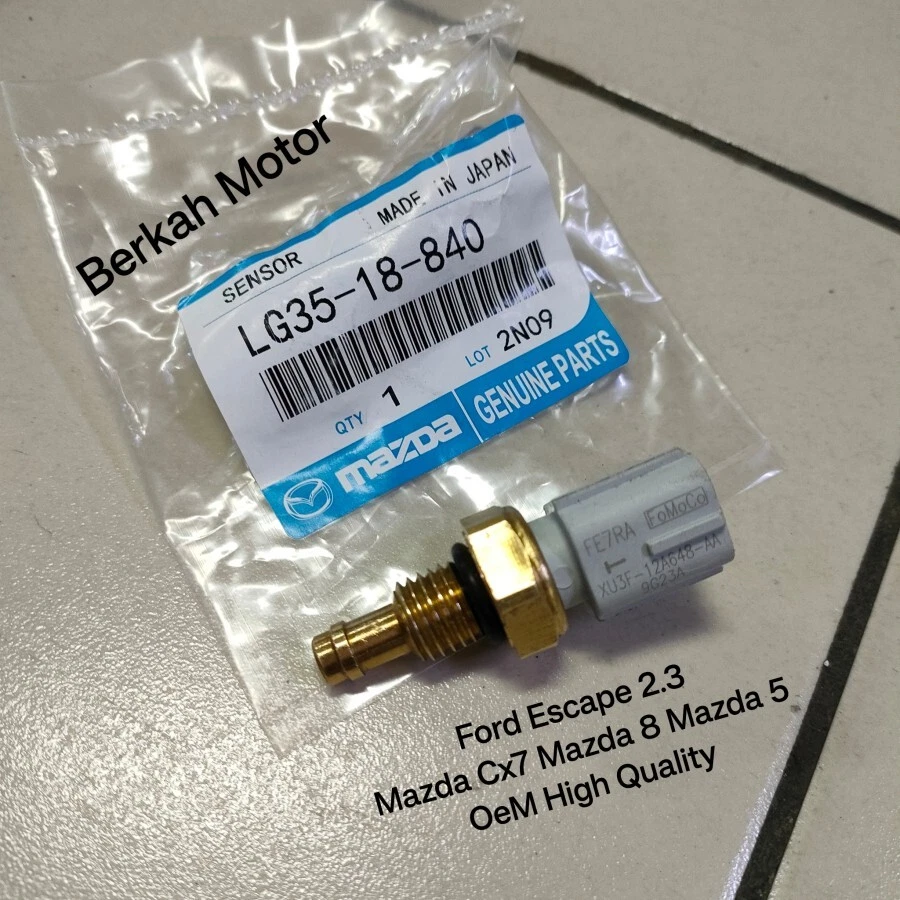 Berkah Motor
MADE IN JAPAN
SENSOR
LG35-18-840
QTY 1 LOT 2N09
mazda GENUINE PARTS
FE7RA FoMoCo
T
XU3F-12A648-AA
9G23A
Ford Escape 2.3
Mazda Cx7 Mazda 8 Mazda 5
OeM High Quality